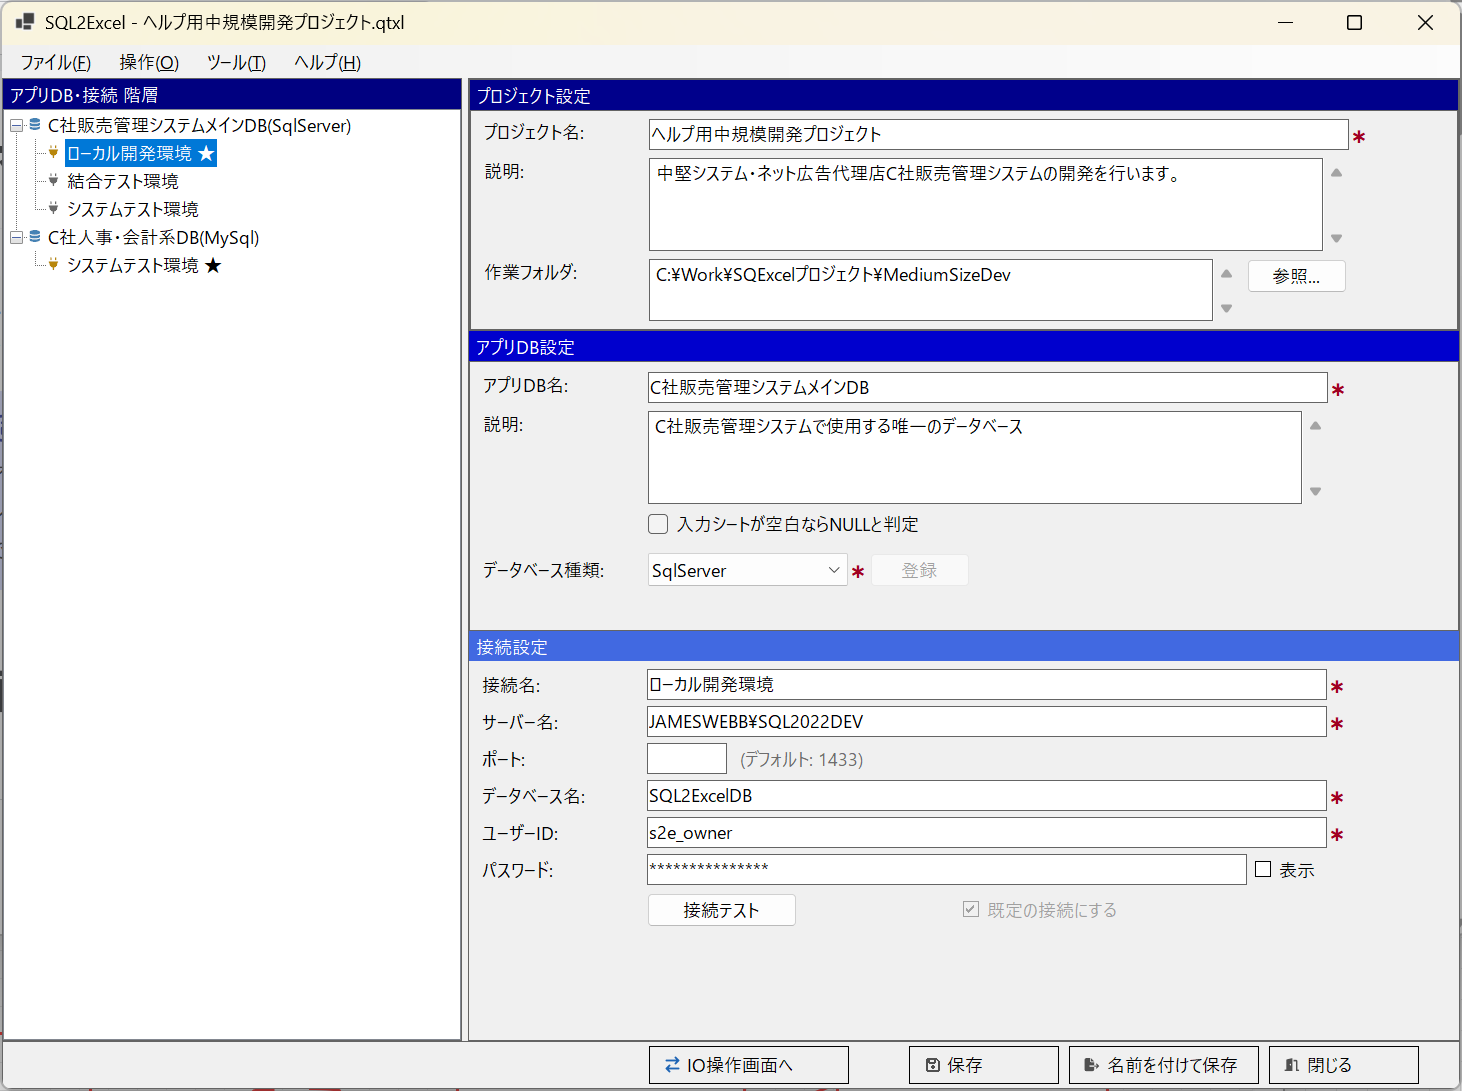 SQL2Excel - ヘルプ用中規模開発プロジェクト.qtxl
ファイル(F) 操作(O) ツール(T) ヘルプ(H)
アプリDB・接続 階層
C社販売管理システムメインDB(SqlServer)
ローカル開発環境 ★
結合テスト環境
システムテスト環境
C社人事・会計系DB(MySql)
システムテスト環境 ★
プロジェクト設定
プロジェクト名: ヘルプ用中規模開発プロジェクト *
説明: 中堅システム・ネット広告代理店C社販売管理システムの開発を行います。
作業フォルダ: C:¥Work¥SQExcelプロジェクト¥MediumSizeDev 参照...
アプリDB設定
アプリDB名: C社販売管理システムメインDB *
説明: C社販売管理システムで使用する唯一のデータベース
入力シートが空白ならNULLと判定
データベース種類: SqlServer * 登録
接続設定
接続名: ローカル開発環境 *
サーバー名: JAMESWEBB¥SQL2022DEV *
ポート: (デフォルト: 1433)
データベース名: SQL2ExcelDB *
ユーザーID: s2e_owner *
パスワード: *************** 表示
接続テスト 既定の接続にする
IO操作画面へ 保存 名前を付けて保存 閉じる